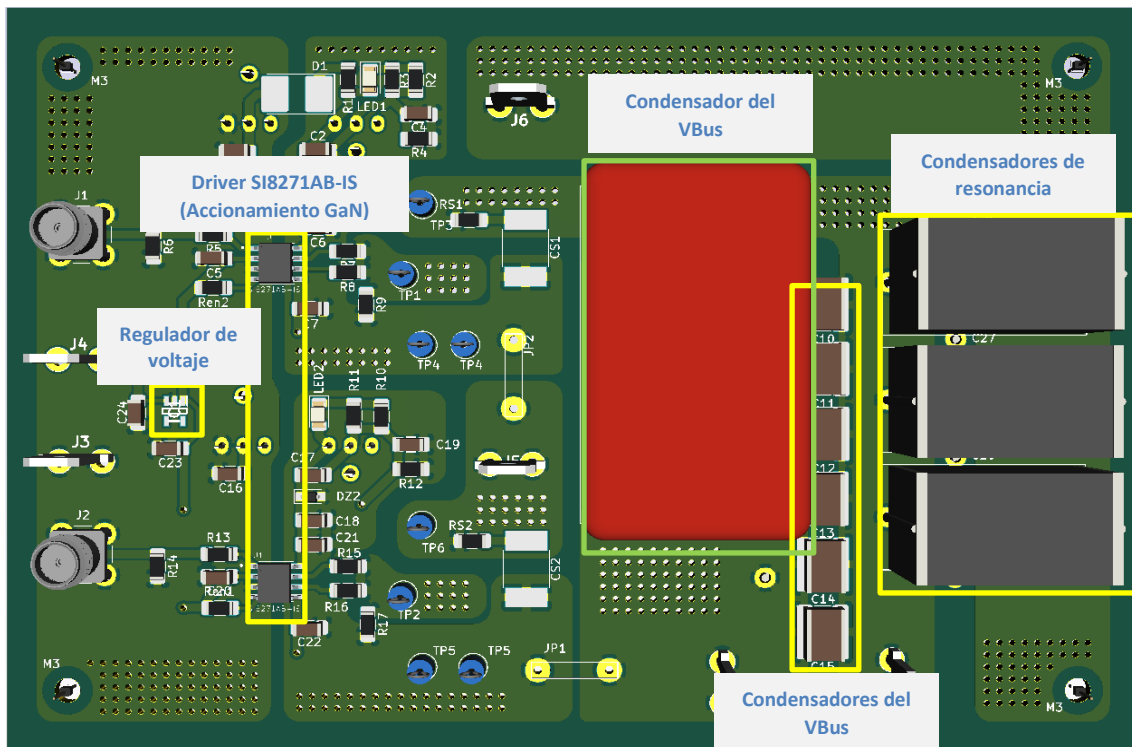 M3
D1
R1
LED1
R3
R2
C4
R4
C2
J6
Condensador del
VBus
M3
Condensadores de
resonancia
Driver SI8271AB-IS
(Accionamiento GaN)
J1
R6
R5
C5
Ren2
C6
R8
R9
C7
RS1
TP3
CS1
TP1
TP4
TP4
JP2
Regulador de
voltaje
J4
J3
C24
C23
C16
LED2
R11
R10
C19
R12
C17
DZ2
C18
C21
C10
C11
C12
C13
C14
C15
C27
J2
R14
R13
J1
R15
R16
R17
C22
TP6
RS2
CS2
TP2
TP5
TP5
JP1
M3
Condensadores del
VBus
M3